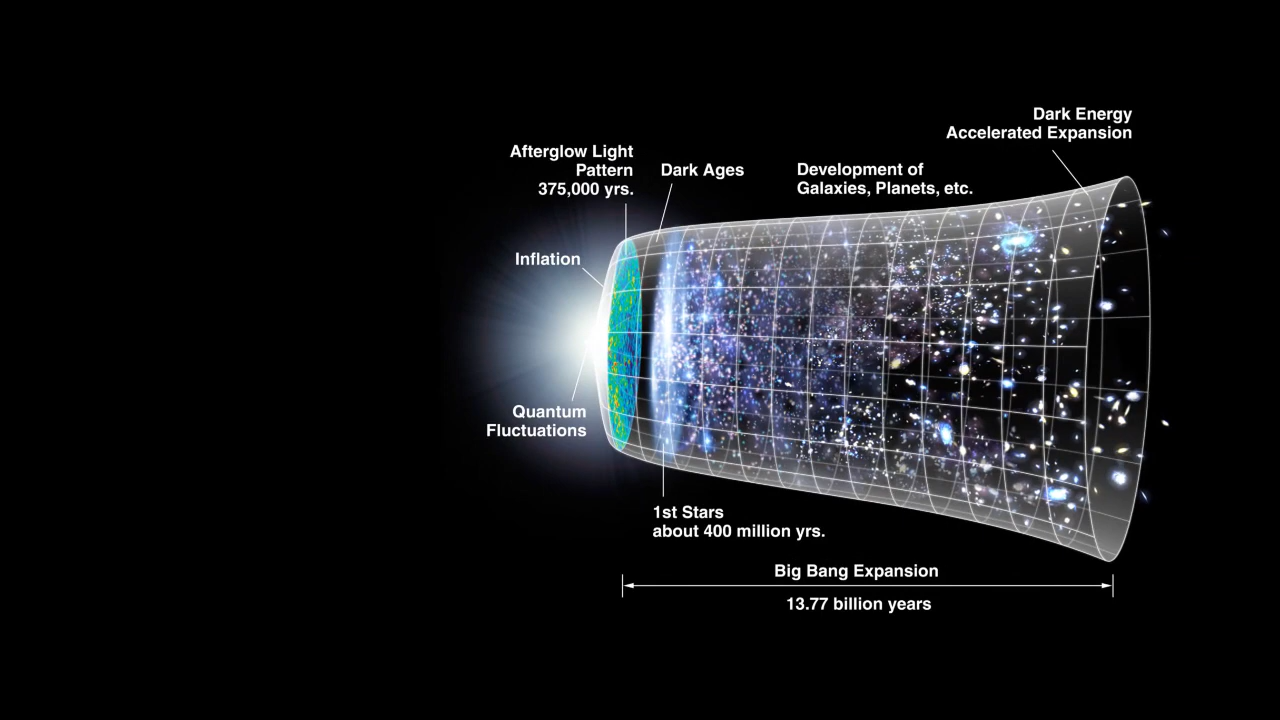 Dark Energy
Accelerated Expansion
Afterglow Light
Pattern
375,000 yrs.
Dark Ages
Development of
Galaxies, Planets, etc.
Inflation
Quantum
Fluctuations
1st Stars
about 400 million yrs.
Big Bang Expansion
13.77 billion years